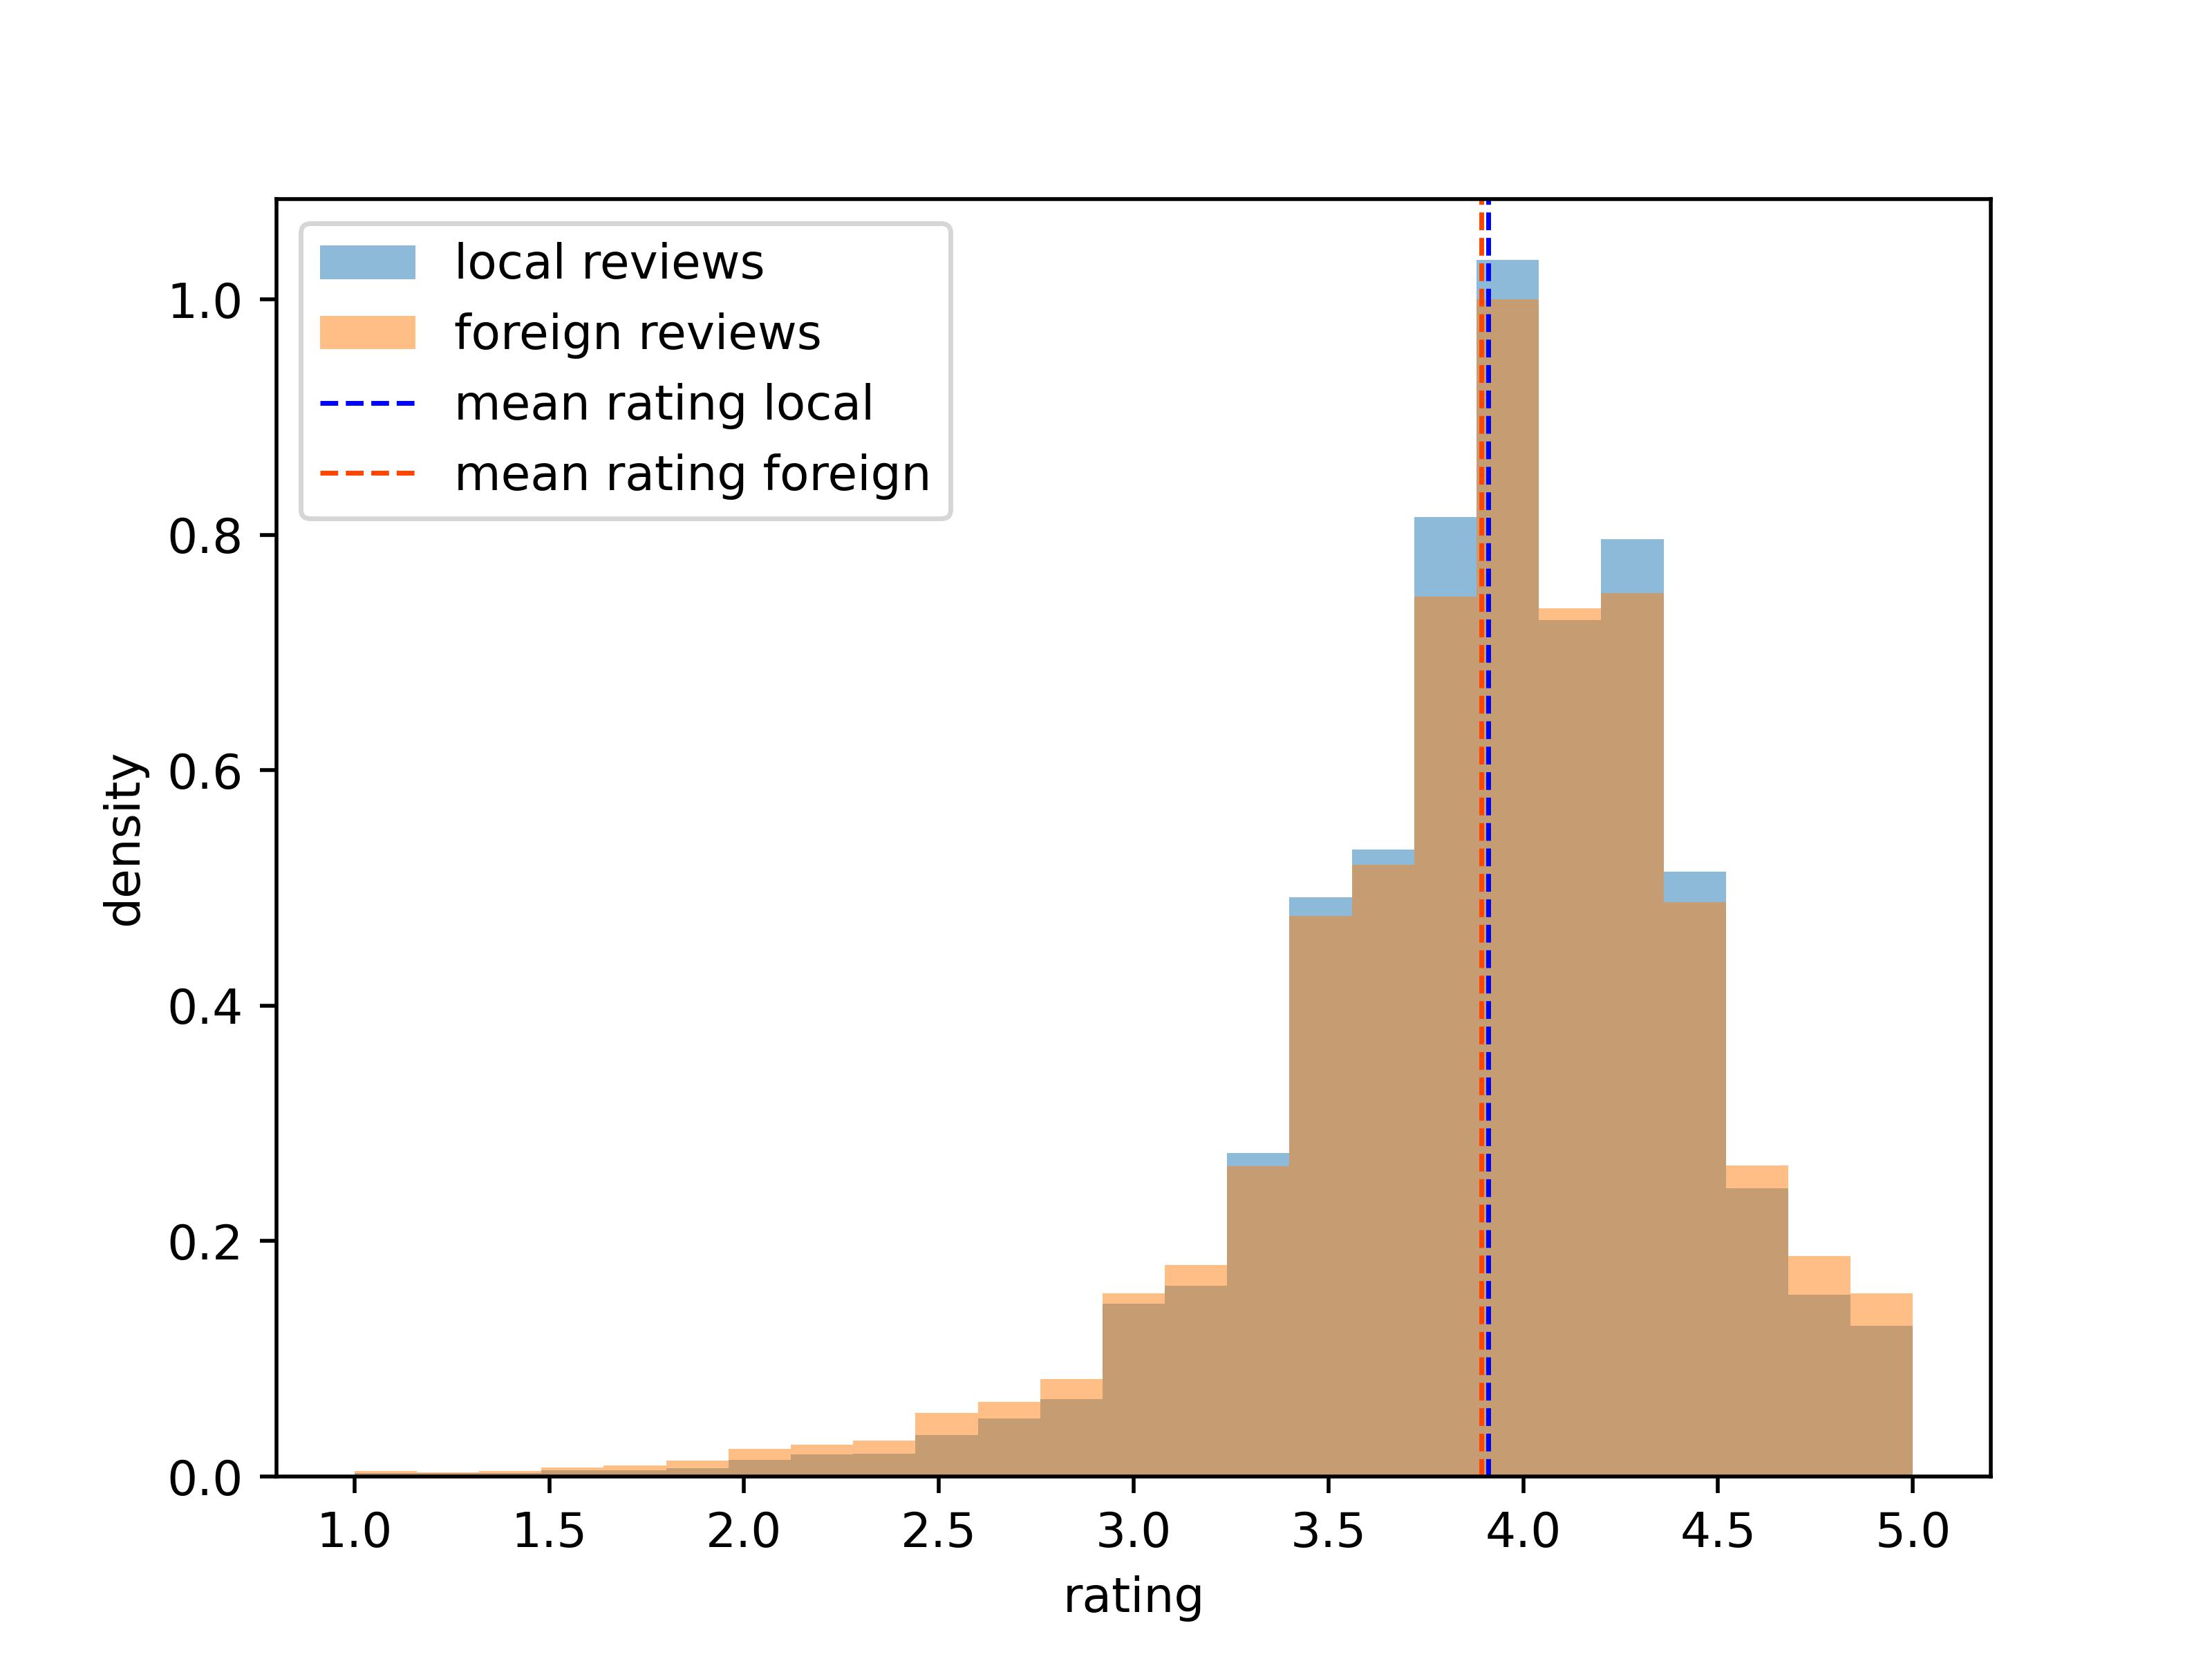 local reviews
foreign reviews
mean rating local
mean rating foreign
1.0
0.8
0.6
0.4
0.2
0.0
density
1.0 1.5 2.0 2.5 3.0 3.5 4.0 4.5 5.0
rating